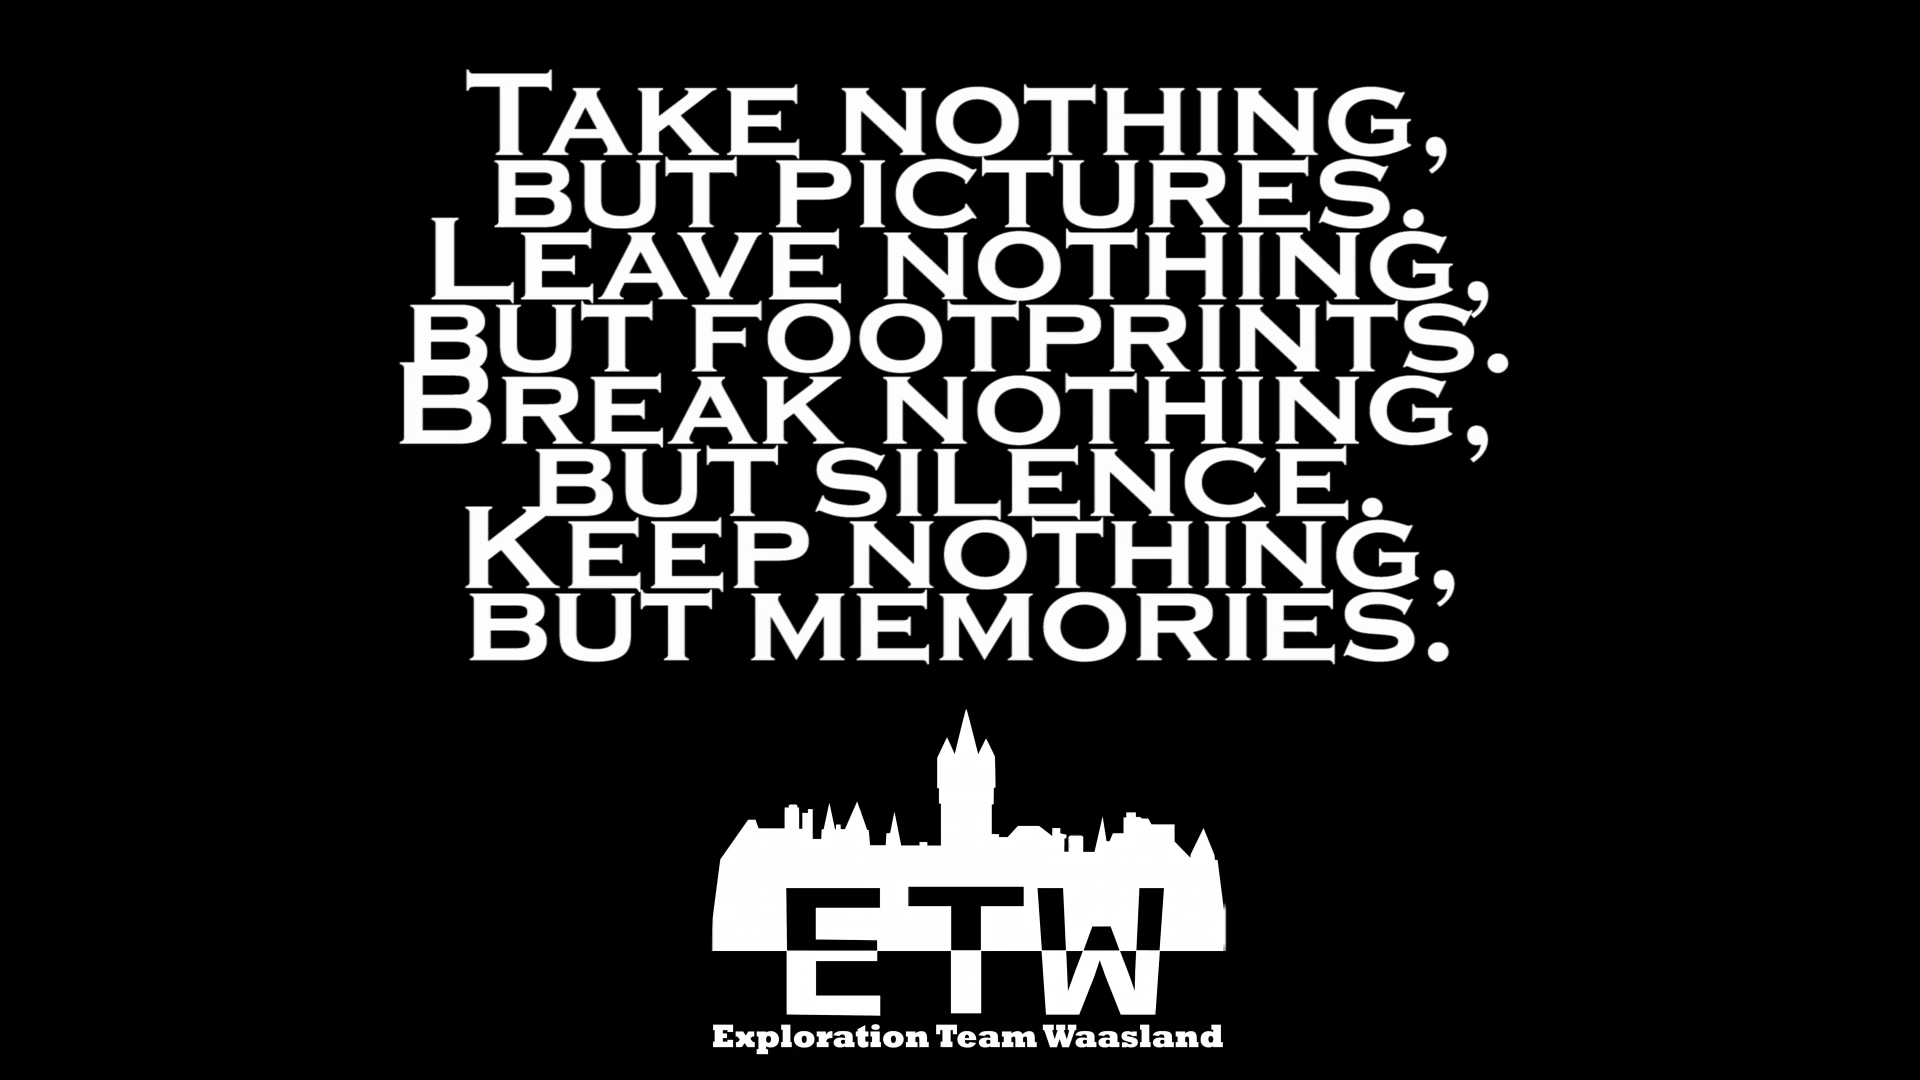 Take nothing,
but pictures.
Leave nothing,
but footprints.
Break nothing,
but silence.
Keep nothing,
but memories.
ETW
Exploration Team Waasland